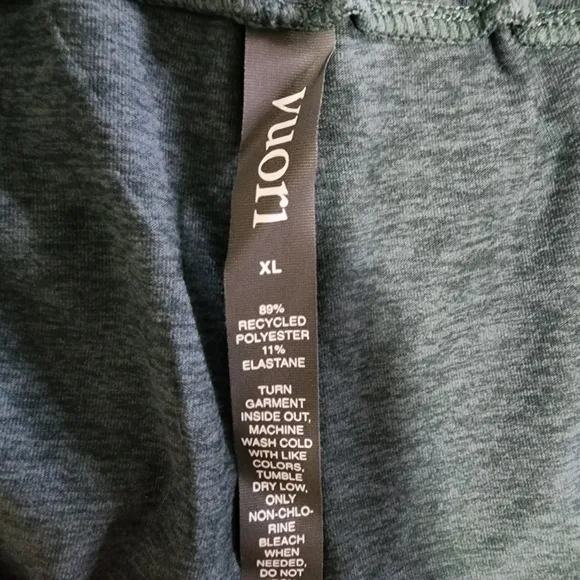 vuori
XL
89%
RECYCLED
POLYESTER
11%
ELASTANE
TURN
GARMENT
INSIDE OUT,
MACHINE
WASH COLD
WITH LIKE
COLORS,
TUMBLE
DRY LOW,
ONLY
NON-CHLO-
RINE
BLEACH
WHEN
NEEDED,
DO NOT